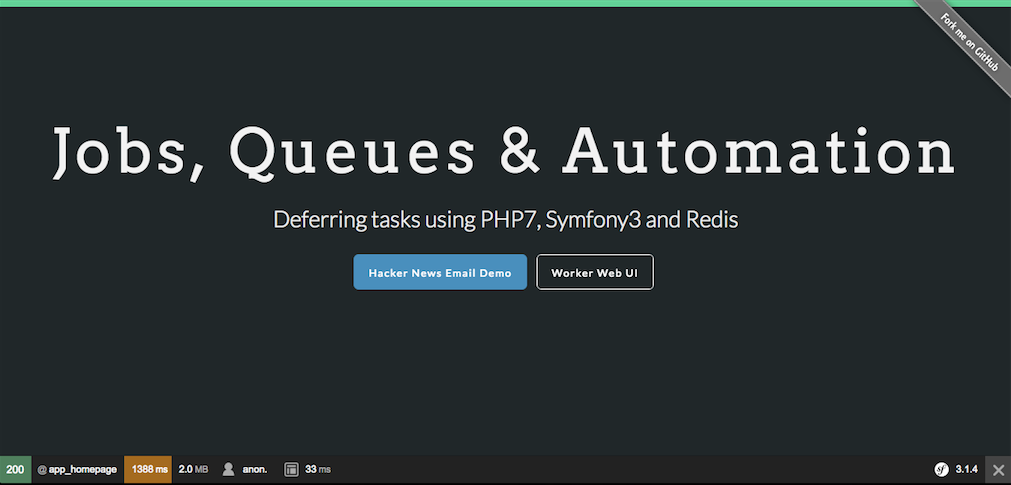 Fork me on GitHub
Jobs, Queues & Automation
Deferring tasks using PHP7, Symfony3 and Redis
Hacker News Email Demo Worker Web UI
200 @ app_homepage 1388 ms 2.0 MB anon. 33 ms sf 3.1.4